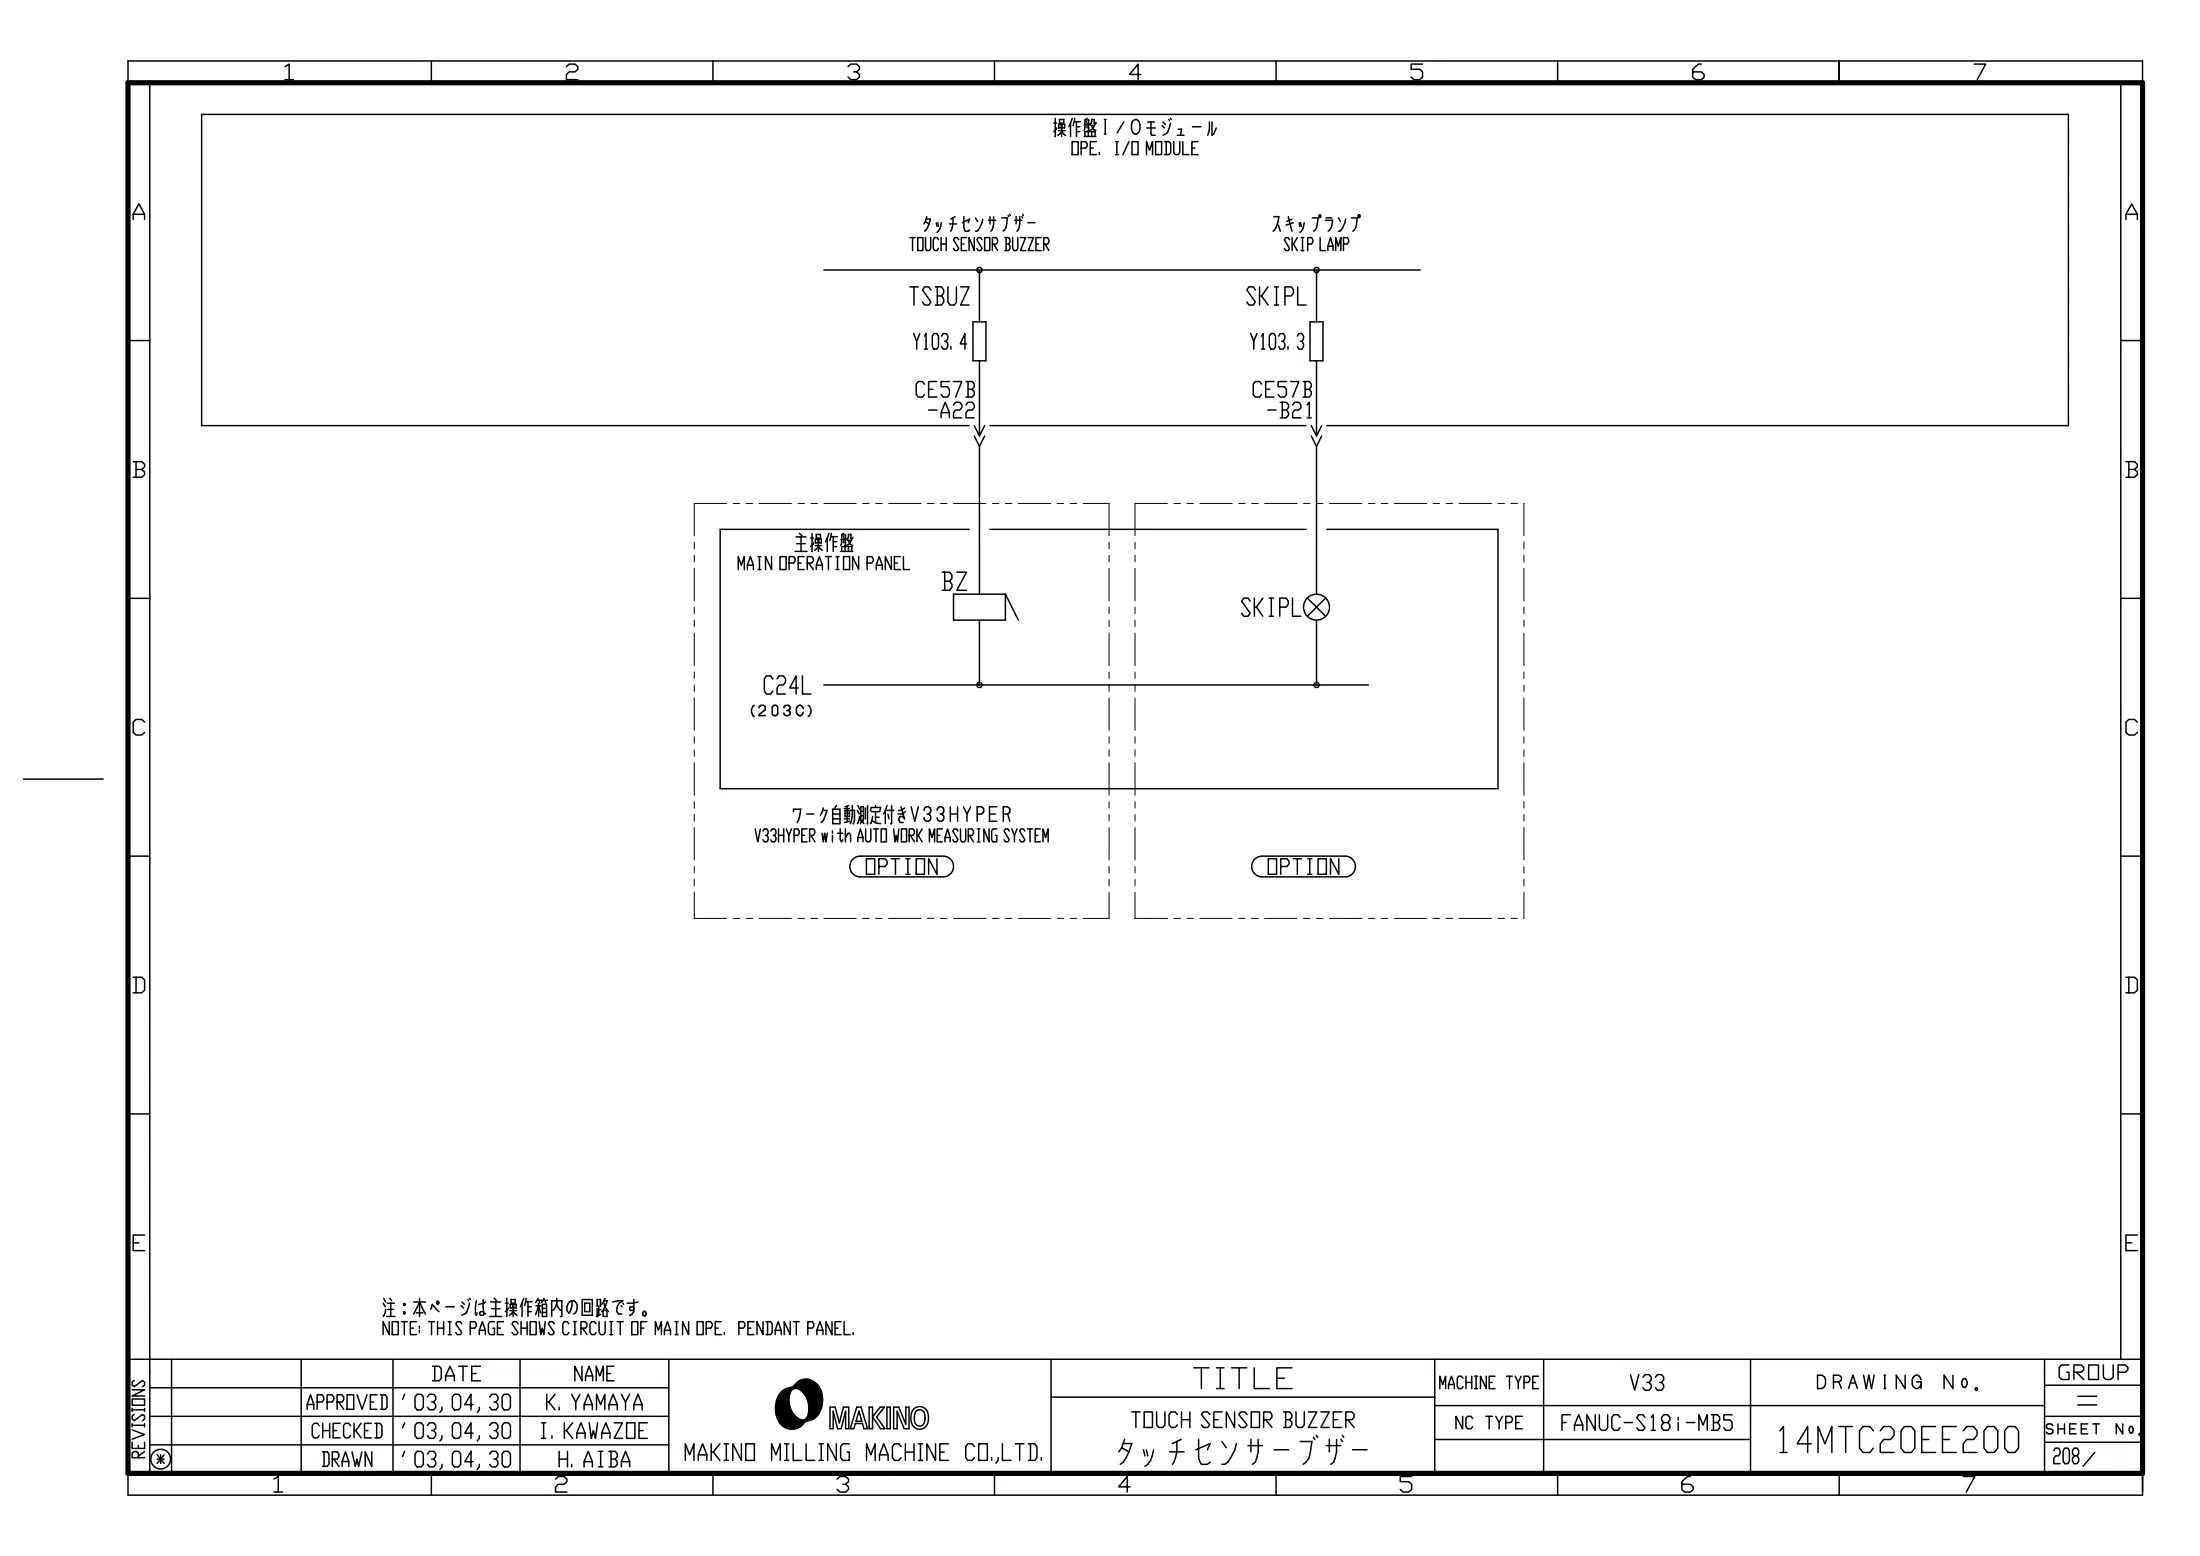 1 2 3 4 5 6 7
操作盤I/Oモジュール
OPE. I/O MODULE
A A
タッチセンサブザー スキップランプ
TOUCH SENSOR BUZZER SKIP LAMP
TSBUZ SKIPL
Y103.4 Y103.3
CE57B CE57B
-A22 -B21
B B
主操作盤
MAIN OPERATION PANEL
BZ
SKIPL
C24L
(203C)
C C
ワーク自動測定付きV33HYPER
V33HYPER with AUTO WORK MEASURING SYSTEM
OPTION OPTION
D D
E E
注:本ページは主操作箱内の回路です。
NOTE: THIS PAGE SHOWS CIRCUIT OF MAIN OPE. PENDANT PANEL.
REVISIONS
DATE NAME
APPROVED '03,04,30 K. YAMAYA
CHECKED '03,04,30 I. KAWAZOE
DRAWN '03,04,30 H. AIBA
MAKINO
MAKINO MILLING MACHINE CO.,LTD.
TITLE
TOUCH SENSOR BUZZER
タッチセンサーブザー
MACHINE TYPE V33
NC TYPE FANUC-S18i-MB5
DRAWING No.
14MTC20EE200
GROUP
=
SHEET No.
208/
1 2 3 4 5 6 7